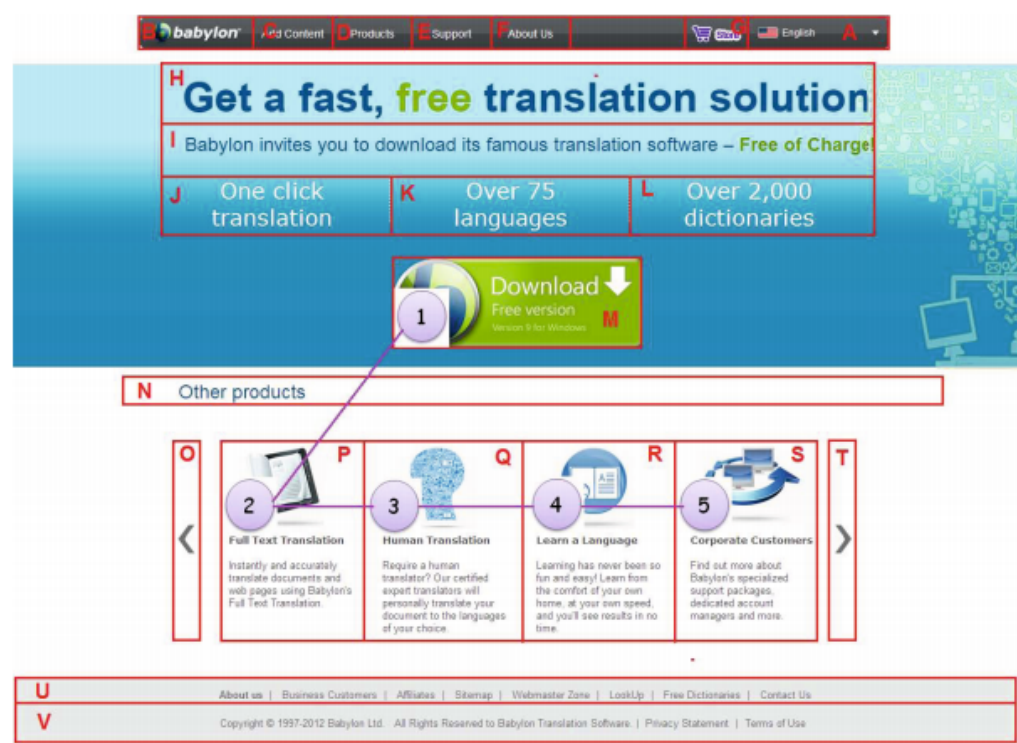 B babylon C Add Content D Products E Support F About Us Store G English A
H
Get a fast, free translation solution
I Babylon invites you to download its famous translation software – Free of Charge!
J One click K Over 75 L Over 2,000
translation languages dictionaries
Download
1 Free version M
Version 9 for Windows
N Other products
O P Q R S T
2 3 4 5
Full Text Translation Human Translation Learn a Language Corporate Customers
Instantly and accurately
translate documents and
web pages using Babylon's
Full Text Translation.
Require a human
translator? Our certified
expert translators will
personally translate your
document to the languages
of your choice.
Learning has never been so
fun and easy! Learn from
the comfort of your own
home, at your own speed,
and you'll see results in no
time.
Find out more about
Babylon's specialized
support packages,
dedicated account
managers and more.
U About us | Business Customers | Affiliates | Sitemap | Webmaster Zone | LookUp | Free Dictionaries | Contact Us
V Copyright © 1997-2012 Babylon Ltd. All Rights Reserved to Babylon Translation Software | Privacy Statement | Terms of Use